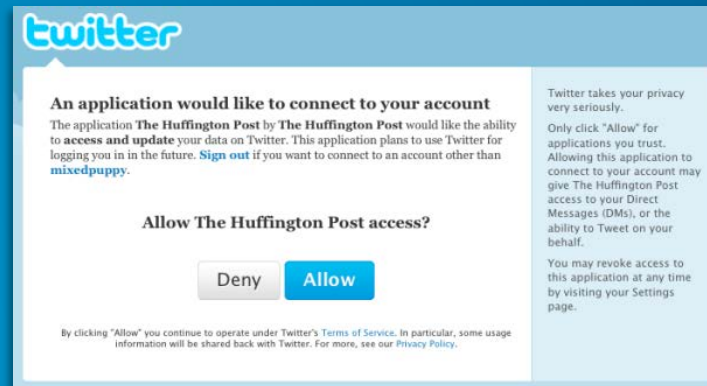 twitter
An application would like to connect to your account
The application The Huffington Post by The Huffington Post would like the ability
to access and update your data on Twitter. This application plans to use Twitter for
logging you in in the future. Sign out if you want to connect to an account other than
mixedpuppy.
Allow The Huffington Post access?
Deny Allow
By clicking "Allow" you continue to operate under Twitter's Terms of Service. In particular, some usage
information will be shared back with Twitter. For more, see our Privacy Policy.
Twitter takes your privacy
very seriously.
Only click "Allow" for
applications you trust.
Allowing this application to
connect to your account may
give The Huffington Post
access to your Direct
Messages (DMs), or the
ability to Tweet on your
behalf.
You may revoke access to
this application at any time
by visiting your Settings
page.